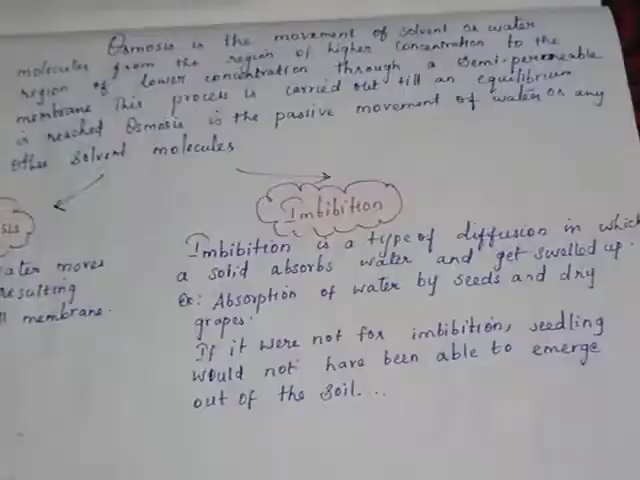 Osmosis is the movement of solvent or water
molecules from the region of higher concentration to the
region of lower concentration through a semi-permeable
membrane This process is carried out till an equilibrium
is reached Osmosis is the passive movement of water or any
other solvent molecules
sis
Imbibition
Imbibition is a type of diffusion in which
a solid absorbs water and get swelled up.
Ex: Absorption of water by seeds and dry
grapes.
If it were not for imbibition, seedling
would not have been able to emerge
out of the soil....
ater moves
resulting
membrane.